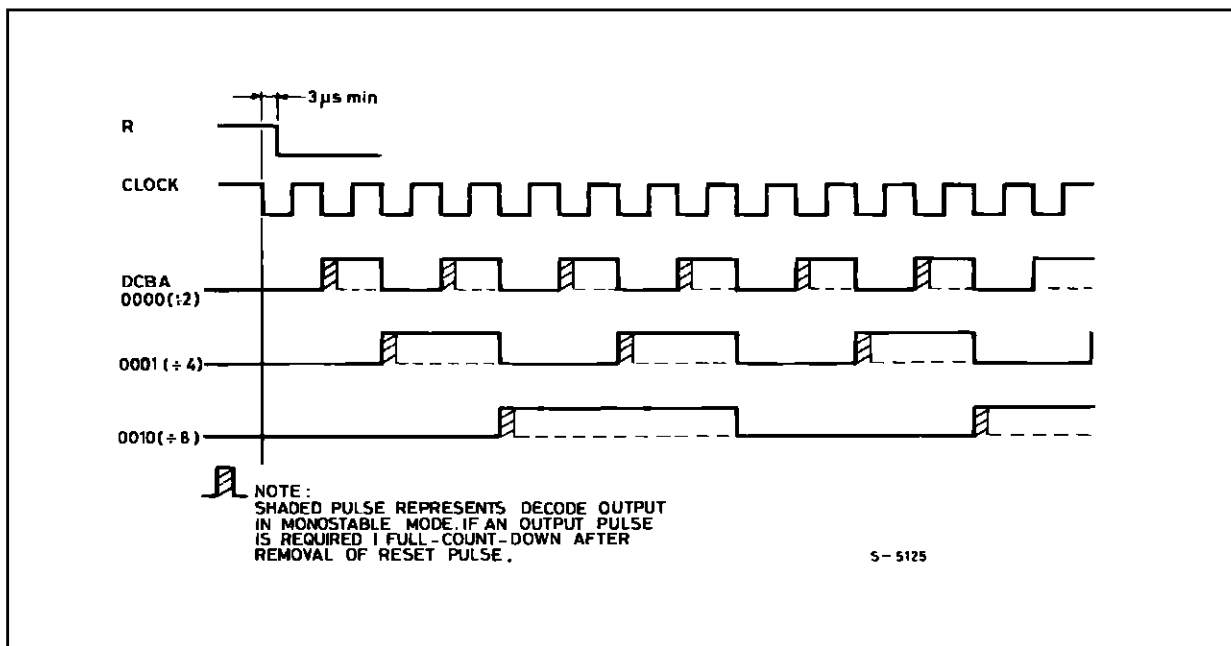 3μs min
R
CLOCK
DCBA
0000(:2)
0001(÷4)
0010(÷8)
NOTE:
SHADED PULSE REPRESENTS DECODE OUTPUT
IN MONOSTABLE MODE. IF AN OUTPUT PULSE
IS REQUIRED I FULL-COUNT-DOWN AFTER
REMOVAL OF RESET PULSE.
S-5125